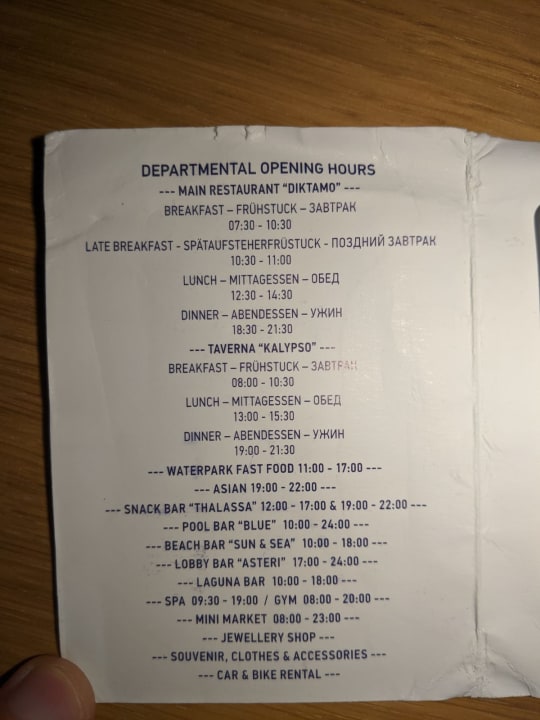 DEPARTMENTAL OPENING HOURS
--- MAIN RESTAURANT "DIKTAMO" ---
BREAKFAST – FRÜHSTUCK – ЗАВТРАК
07:30 - 10:30
LATE BREAKFAST - SPÄTAUFSTEHERFRÜSTUCK - ПОЗДНИЙ ЗАВТРАК
10:30 - 11:00
LUNCH – MITTAGESSEN – ОБЕД
12:30 - 14:30
DINNER – ABENDESSEN – УЖИН
18:30 - 21:30
--- TAVERNA "KALYPSO" ---
BREAKFAST – FRÜHSTUCK – ЗАВТРАК
08:00 - 10:30
LUNCH – MITTAGESSEN – ОБЕД
13:00 - 15:30
DINNER – ABENDESSEN – УЖИН
19:00 - 21:30
--- WATERPARK FAST FOOD 11:00 - 17:00 ---
--- ASIAN 19:00 - 22:00 ---
--- SNACK BAR "THALASSA" 12:00 - 17:00 & 19:00 - 22:00 ---
--- POOL BAR "BLUE" 10:00 - 24:00 ---
--- BEACH BAR "SUN & SEA" 10:00 - 18:00 ---
--- LOBBY BAR "ASTERI" 17:00 - 24:00 ---
--- LAGUNA BAR 10:00 - 18:00 ---
--- SPA 09:30 - 19:00 / GYM 08:00 - 20:00 ---
--- MINI MARKET 08:00 - 23:00 ---
--- JEWELLERY SHOP ---
--- SOUVENIR, CLOTHES & ACCESSORIES ---
--- CAR & BIKE RENTAL ---